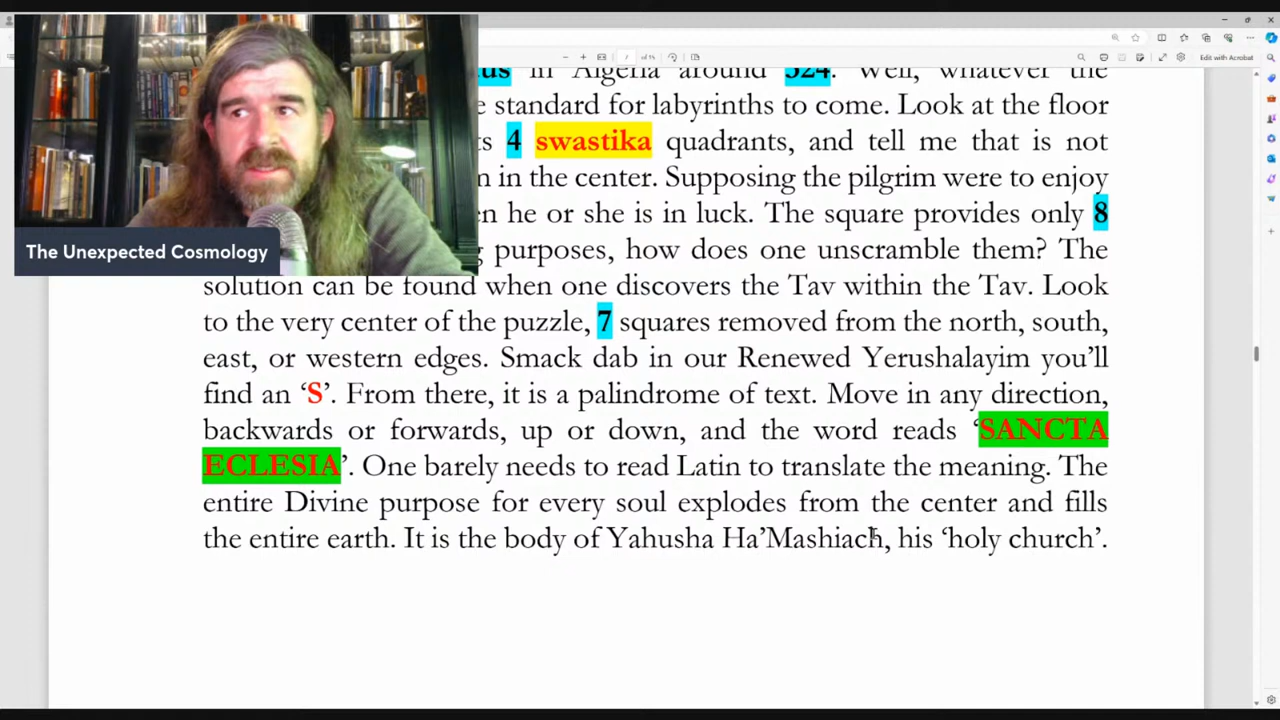 Edit with Acrobat
in Algeria around 324. Well, whatever the
e standard for labyrinths to come. Look at the floor
ts 4 swastika quadrants, and tell me that is not
n in the center. Supposing the pilgrim were to enjoy
en he or she is in luck. The square provides only 8
The Unexpected Cosmology
g purposes, how does one unscramble them? The
solution can be found when one discovers the Tav within the Tav. Look
to the very center of the puzzle, 7 squares removed from the north, south,
east, or western edges. Smack dab in our Renewed Yerushalayim you’ll
find an ‘S’. From there, it is a palindrome of text. Move in any direction,
backwards or forwards, up or down, and the word reads ‘SANCTA
ECLESIA’. One barely needs to read Latin to translate the meaning. The
entire Divine purpose for every soul explodes from the center and fills
the entire earth. It is the body of Yahusha Ha’Mashiach, his ‘holy church’.